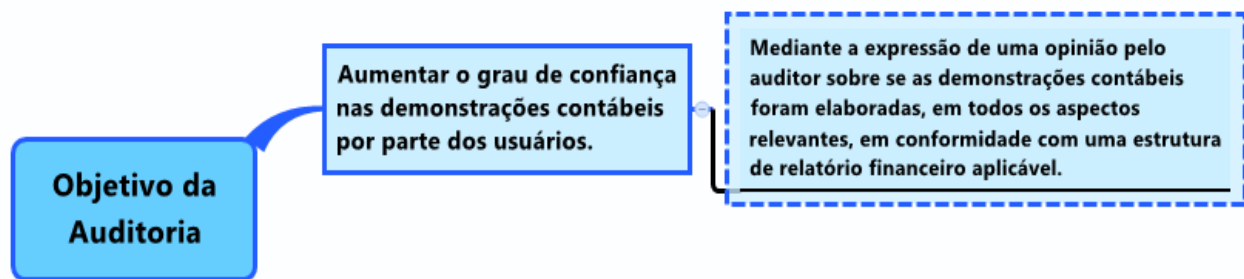 Objetivo da
Auditoria
Aumentar o grau de confiança
nas demonstrações contábeis
por parte dos usuários.
Mediante a expressão de uma opinião pelo
auditor sobre se as demonstrações contábeis
foram elaboradas, em todos os aspectos
relevantes, em conformidade com uma estrutura
de relatório financeiro aplicável.